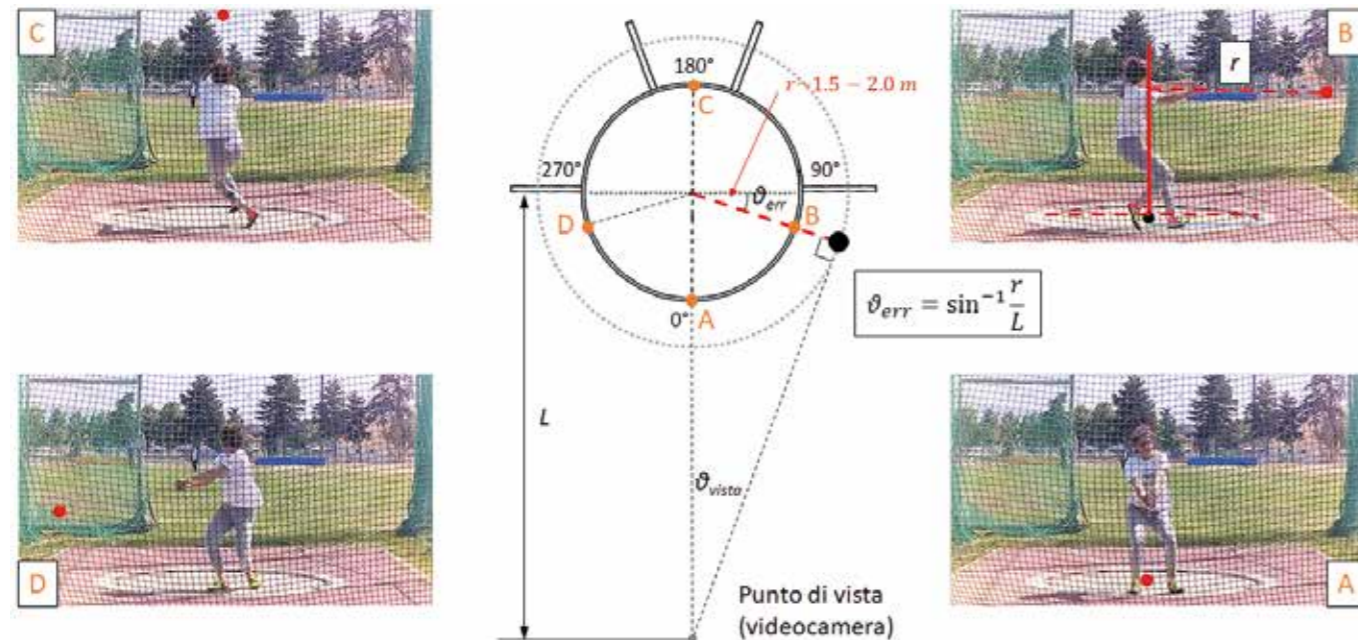 C
180°
r~1.5 − 2.0 m
C
270°
90°
ϑerr
D
B
0°
A
L
ϑvista
ϑerr = sin⁻¹ r/L
Punto di vista
(videocamera)
B
r
D
A